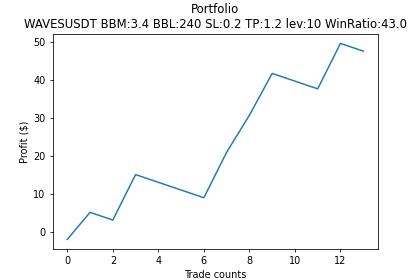 Portfolio
WAVESUSDT BBM:3.4 BBL:240 SL:0.2 TP:1.2 lev:10 WinRatio:43.0
50
40
30
20
10
0
Profit ($)
0 2 4 6 8 10 12
Trade counts